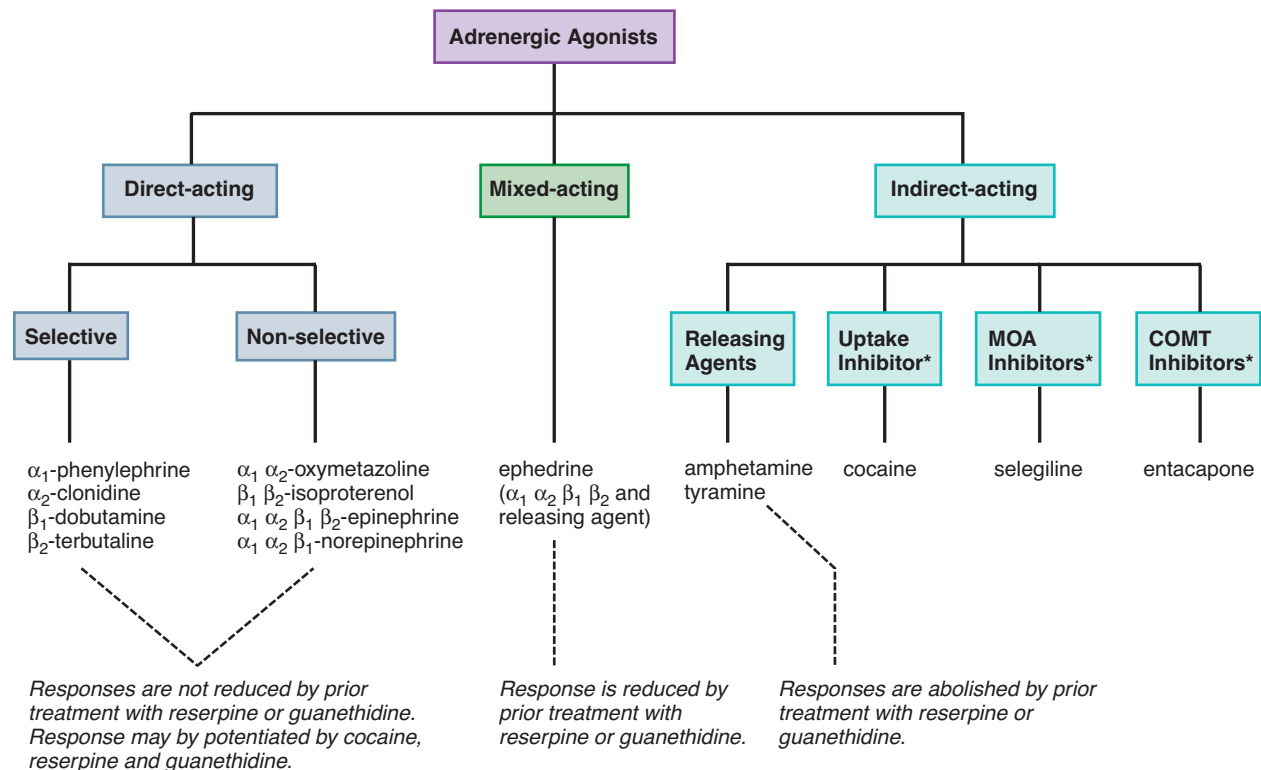 Adrenergic Agonists
Direct-acting
Mixed-acting
Indirect-acting
Selective
Non-selective
Releasing
Agents
Uptake
Inhibitor*
MOA
Inhibitors*
COMT
Inhibitors*
α₁-phenylephrine
α₂-clonidine
β₁-dobutamine
β₂-terbutaline
α₁ α₂-oxymetazoline
β₁ β₂-isoproterenol
α₁ α₂ β₁ β₂-epinephrine
α₁ α₂ β₁-norepinephrine
ephedrine
(α₁ α₂ β₁ β₂ and
releasing agent)
amphetamine
tyramine
cocaine
selegiline
entacapone
Responses are not reduced by prior
treatment with reserpine or guanethidine.
Response may by potentiated by cocaine,
reserpine and guanethidine.
Response is reduced by
prior treatment with
reserpine or guanethidine.
Responses are abolished by prior
treatment with reserpine or
guanethidine.